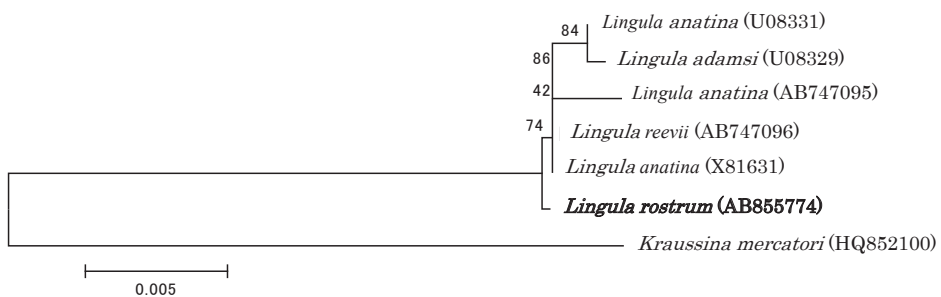 84
Lingula anatina (U08331)
86
Lingula adamsi (U08329)
42
Lingula anatina (AB747095)
74
Lingula reevii (AB747096)
Lingula anatina (X81631)
Lingula rostrum (AB855774)
Kraussina mercatori (HQ852100)
0.005